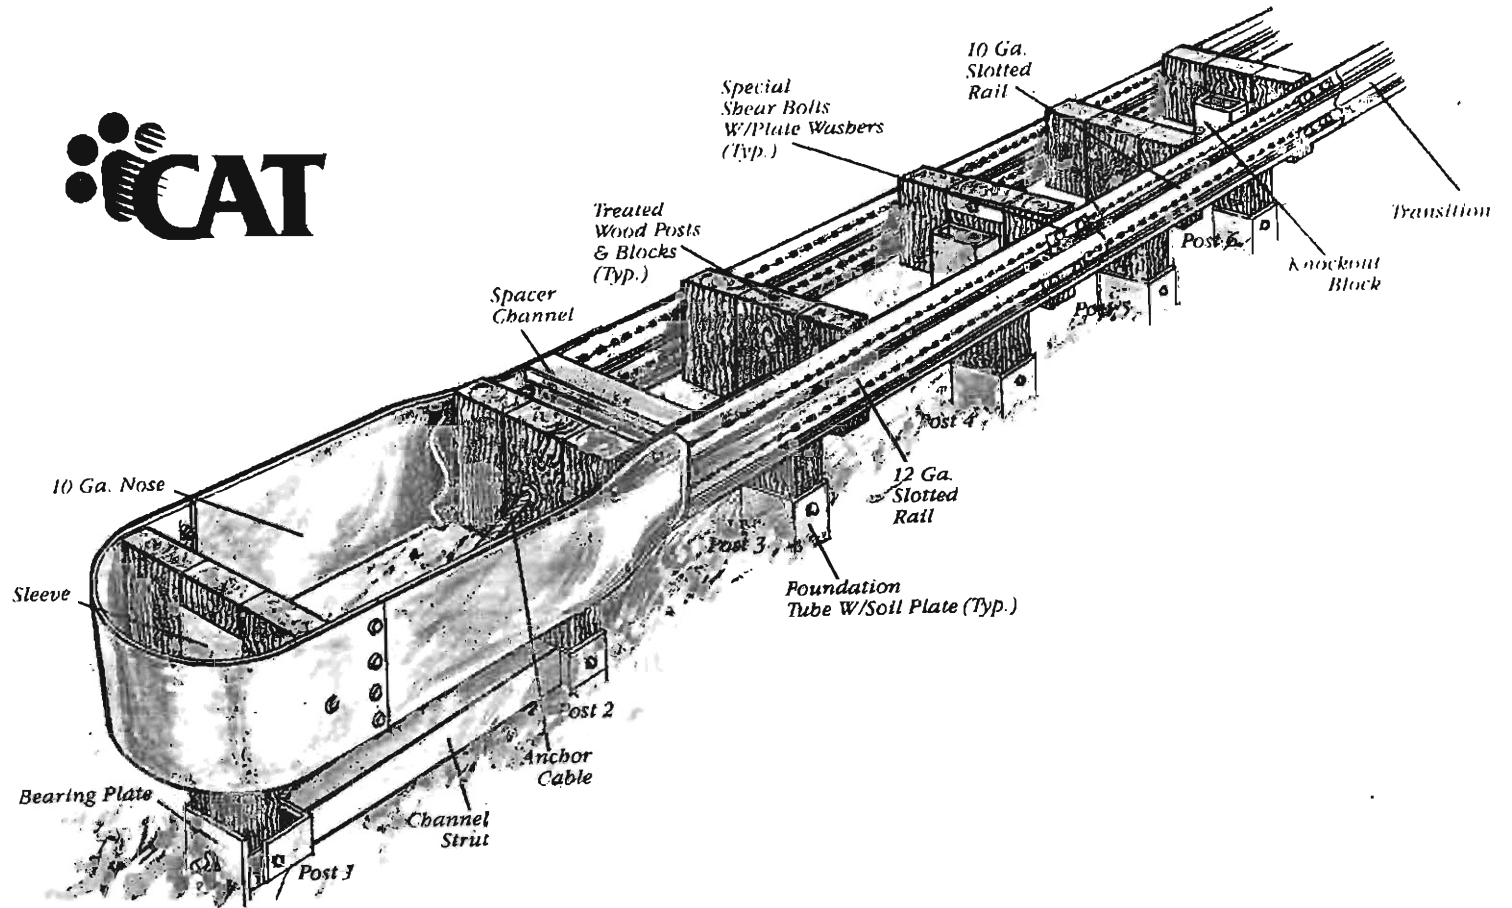 CAT
10 Ga.
Slotted
Rail
Special
Shear Bolts
W/Plate Washers
(Typ.)
Treated
Wood Posts
& Blocks
(Typ.)
Spacer
Channel
Transition
Post 6
Knockout
Block
Post 5
Post 4
12 Ga.
Slotted
Rail
10 Ga. Nose
Post 3
Foundation
Tube W/Soil Plate (Typ.)
Sleeve
Post 2
Anchor
Cable
Bearing Plate
Channel
Strut
Post 1